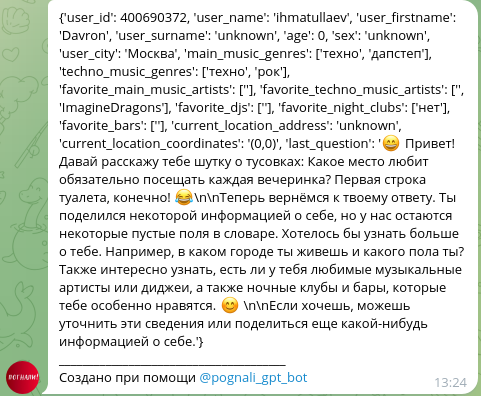 {'user_id': 400690372, 'user_name': 'ihmatullaev', 'user_firstname':
'Davron', 'user_surname': 'unknown', 'age': 0, 'sex': 'unknown',
'user_city': 'Москва', 'main_music_genres': ['техно', 'дапстеп'],
'techno_music_genres': ['техно', 'рок'],
'favorite_main_music_artists': [''], 'favorite_techno_music_artists': ['',
'ImagineDragons'], 'favorite_djs': [''], 'favorite_night_clubs': ['нет'],
'favorite_bars': [''], 'current_location_address': 'unknown',
'current_location_coordinates': '(0,0)', 'last_question': '😄 Привет!
Давай расскажу тебе шутку о тусовках: Какое место любит
обязательно посещать каждая вечеринка? Первая строка
туалета, конечно! 😂\n\nТеперь вернёмся к твоему ответу. Ты
поделился некоторой информацией о себе, но у нас остаются
некоторые пустые поля в словаре. Хотелось бы узнать больше
о тебе. Например, в каком городе ты живешь и какого пола ты?
Также интересно узнать, есть ли у тебя любимые музыкальные
артисты или диджеи, а также ночные клубы и бары, которые
тебе особенно нравятся. 😊 \n\nЕсли хочешь, можешь
уточнить эти сведения или поделиться еще какой-нибудь
информацией о себе.'}
Создано при помощи @pognali_gpt_bot
13:24
ПОГНАЛИ!